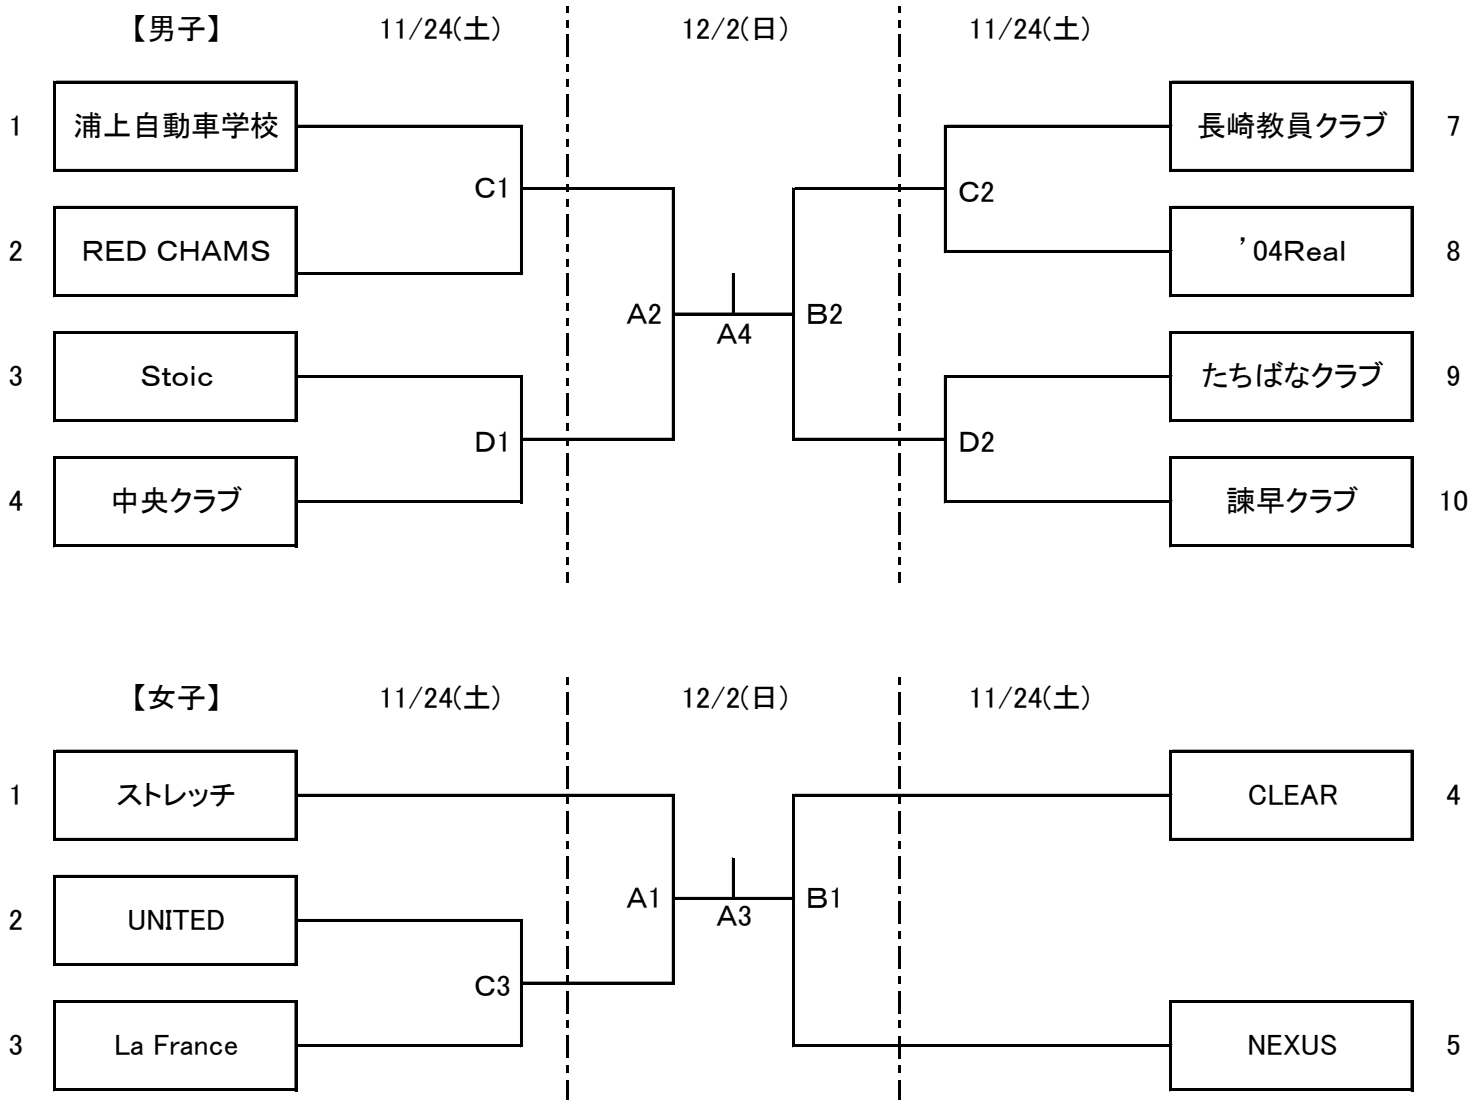 【男子】 11/24(土) 12/2(日) 11/24(土)
1 浦上自動車学校 長崎教員クラブ 7
C1 C2
2 RED CHAMS ’04Real 8
A2 B2
A4
3 Stoic たちばなクラブ 9
D1 D2
4 中央クラブ 諫早クラブ 10
【女子】 11/24(土) 12/2(日) 11/24(土)
1 ストレッチ CLEAR 4
A1 B1
2 UNITED A3
C3
3 La France NEXUS 5